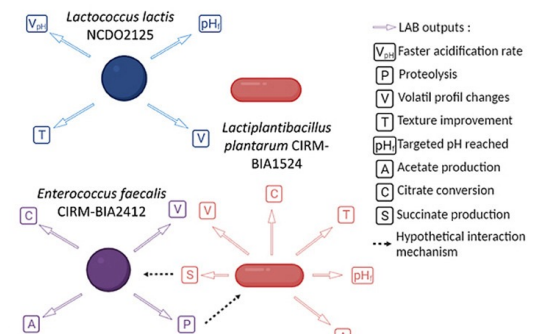 Lactococcus lactis
NCDO2125
VpH
pHf
T
V
Lactiplantibacillus
plantarum CIRM-
BIA1524
Enterococcus faecalis
CIRM-BIA2412
C
V
V
C
T
S
pHf
A
P
LAB outputs :
VpH Faster acidification rate
P Proteolysis
V Volatil profil changes
T Texture improvement
pHf Targeted pH reached
A Acetate production
C Citrate conversion
S Succinate production
Hypothetical interaction
mechanism